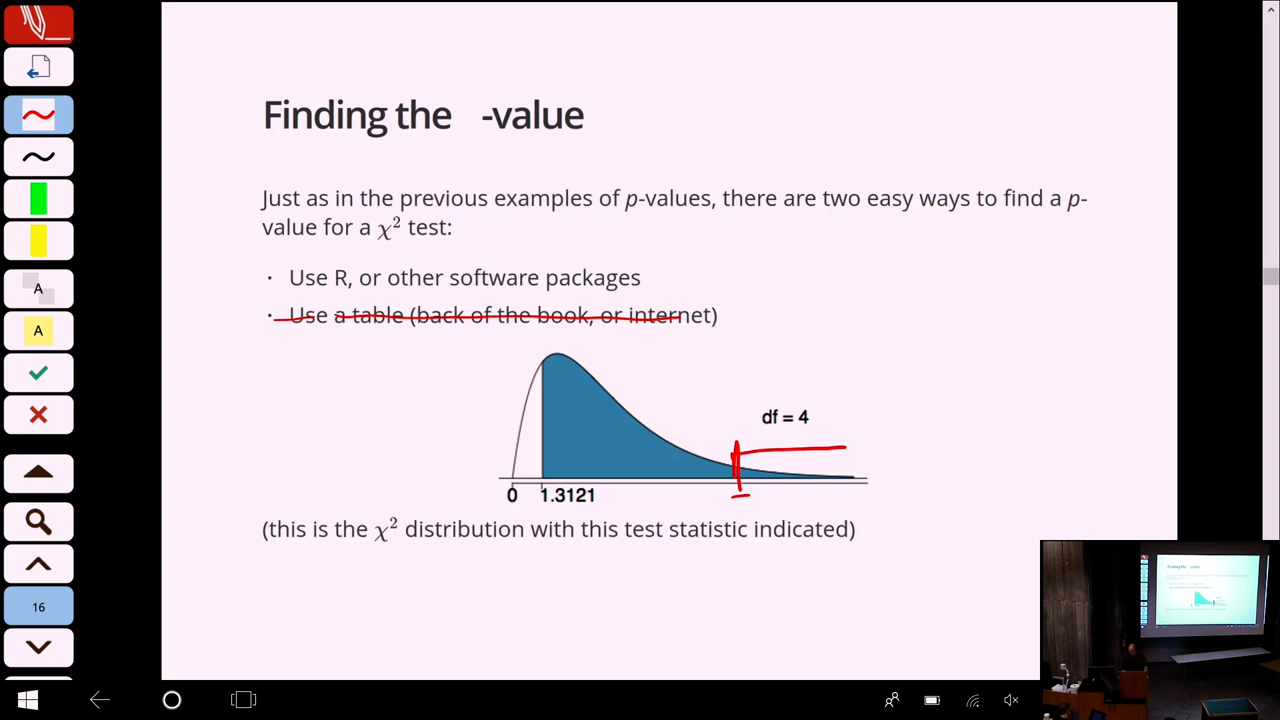 Finding the -value
Just as in the previous examples of p-values, there are two easy ways to find a p-
value for a χ² test:
· Use R, or other software packages
· Use a table (back of the book, or internet)
df = 4
0 1.3121
(this is the χ² distribution with this test statistic indicated)
A
A
16